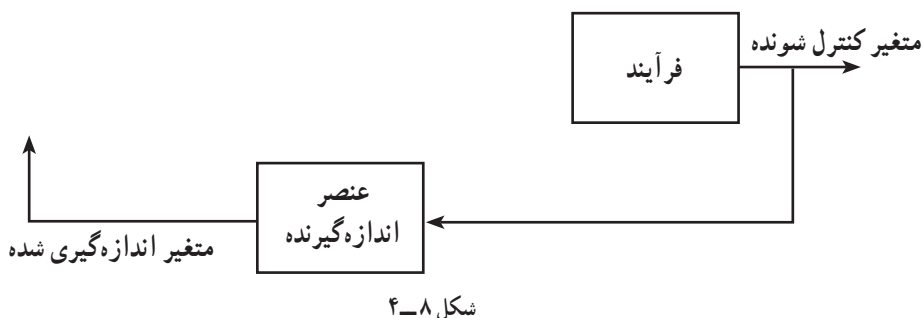 متغیر کنترل شونده
فرآیند
عنصر
اندازه‌گیرنده
متغیر اندازه‌گیری شده
شکل ۸ــ۴